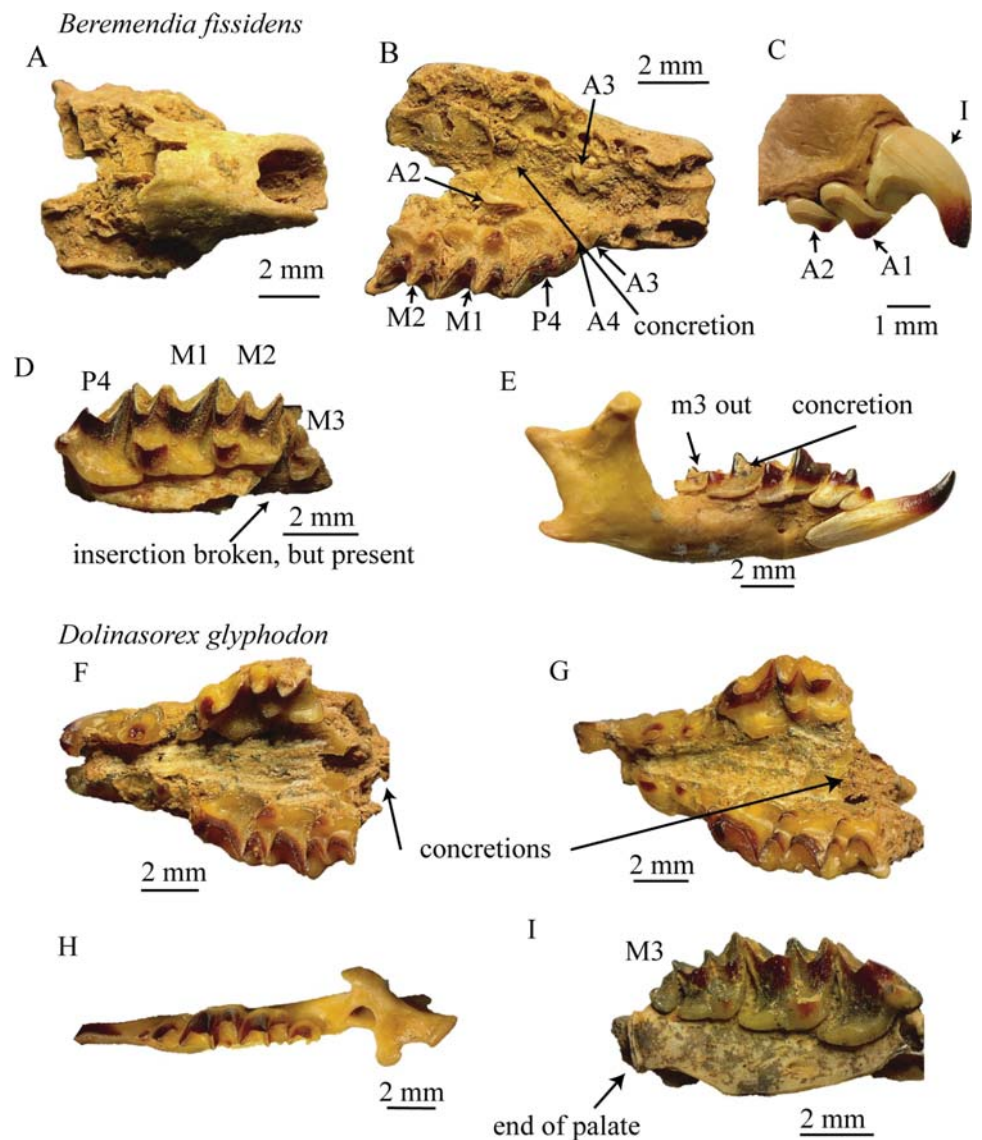 Beremendia fissidens
A
2 mm
B
2 mm
A3
A2
M2
M1
P4
A4
A3
concretion
C
I
A2
A1
1 mm
D
P4
M1
M2
M3
2 mm
inserction broken, but present
E
m3 out
concretion
2 mm
Dolinasorex glyphodon
F
2 mm
concretions
G
2 mm
H
2 mm
I
M3
end of palate
2 mm